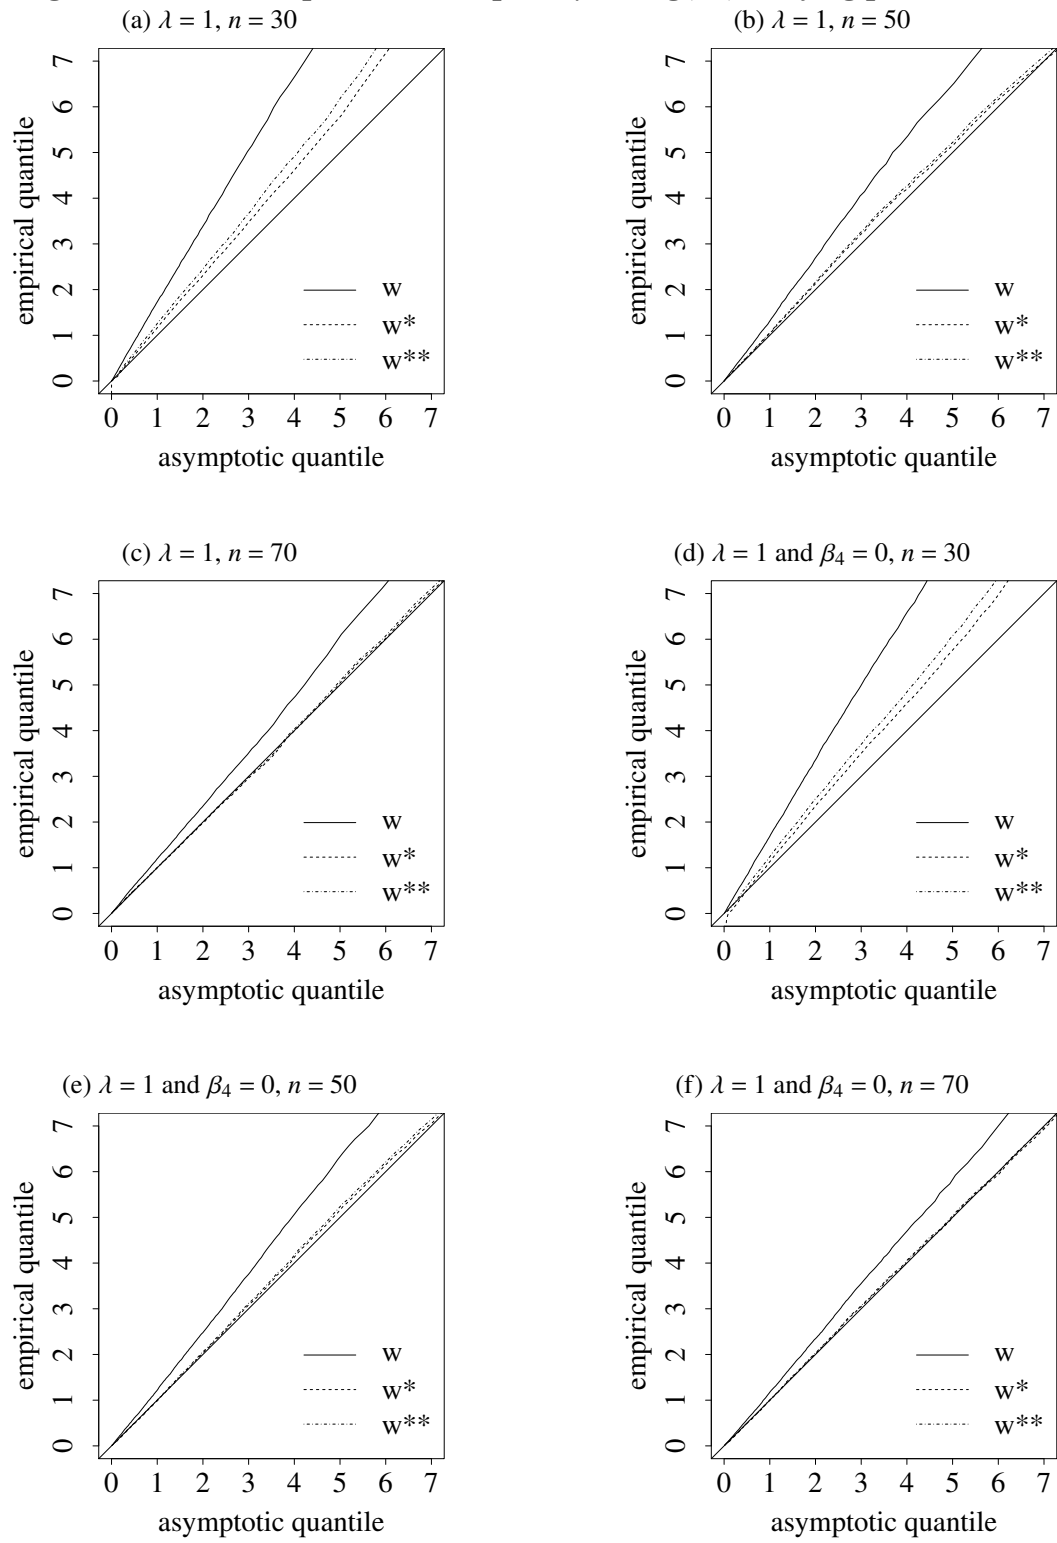 (a) λ = 1, n = 30
(b) λ = 1, n = 50
empirical quantile
0 1 2 3 4 5 6 7
w
w*
w**
0 1 2 3 4 5 6 7
asymptotic quantile
empirical quantile
0 1 2 3 4 5 6 7
w
w*
w**
0 1 2 3 4 5 6 7
asymptotic quantile
(c) λ = 1, n = 70
(d) λ = 1 and β₄ = 0, n = 30
empirical quantile
0 1 2 3 4 5 6 7
w
w*
w**
0 1 2 3 4 5 6 7
asymptotic quantile
empirical quantile
0 1 2 3 4 5 6 7
w
w*
w**
0 1 2 3 4 5 6 7
asymptotic quantile
(e) λ = 1 and β₄ = 0, n = 50
(f) λ = 1 and β₄ = 0, n = 70
empirical quantile
0 1 2 3 4 5 6 7
w
w*
w**
0 1 2 3 4 5 6 7
asymptotic quantile
empirical quantile
0 1 2 3 4 5 6 7
w
w*
w**
0 1 2 3 4 5 6 7
asymptotic quantile